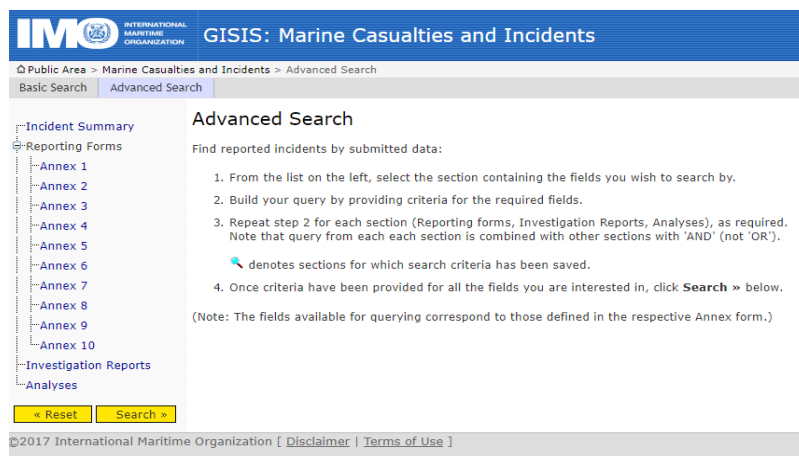 IMO INTERNATIONAL MARITIME ORGANIZATION
GISIS: Marine Casualties and Incidents
Public Area > Marine Casualties and Incidents > Advanced Search
Basic Search Advanced Search
Incident Summary
Reporting Forms
Annex 1
Annex 2
Annex 3
Annex 4
Annex 5
Annex 6
Annex 7
Annex 8
Annex 9
Annex 10
Investigation Reports
Analyses
« Reset Search »
Advanced Search
Find reported incidents by submitted data:
1. From the list on the left, select the section containing the fields you wish to search by.
2. Build your query by providing criteria for the required fields.
3. Repeat step 2 for each section (Reporting forms, Investigation Reports, Analyses), as required.
Note that query from each each section is combined with other sections with 'AND' (not 'OR').
denotes sections for which search criteria has been saved.
4. Once criteria have been provided for all the fields you are interested in, click Search » below.
(Note: The fields available for querying correspond to those defined in the respective Annex form.)
©2017 International Maritime Organization [ Disclaimer | Terms of Use ]